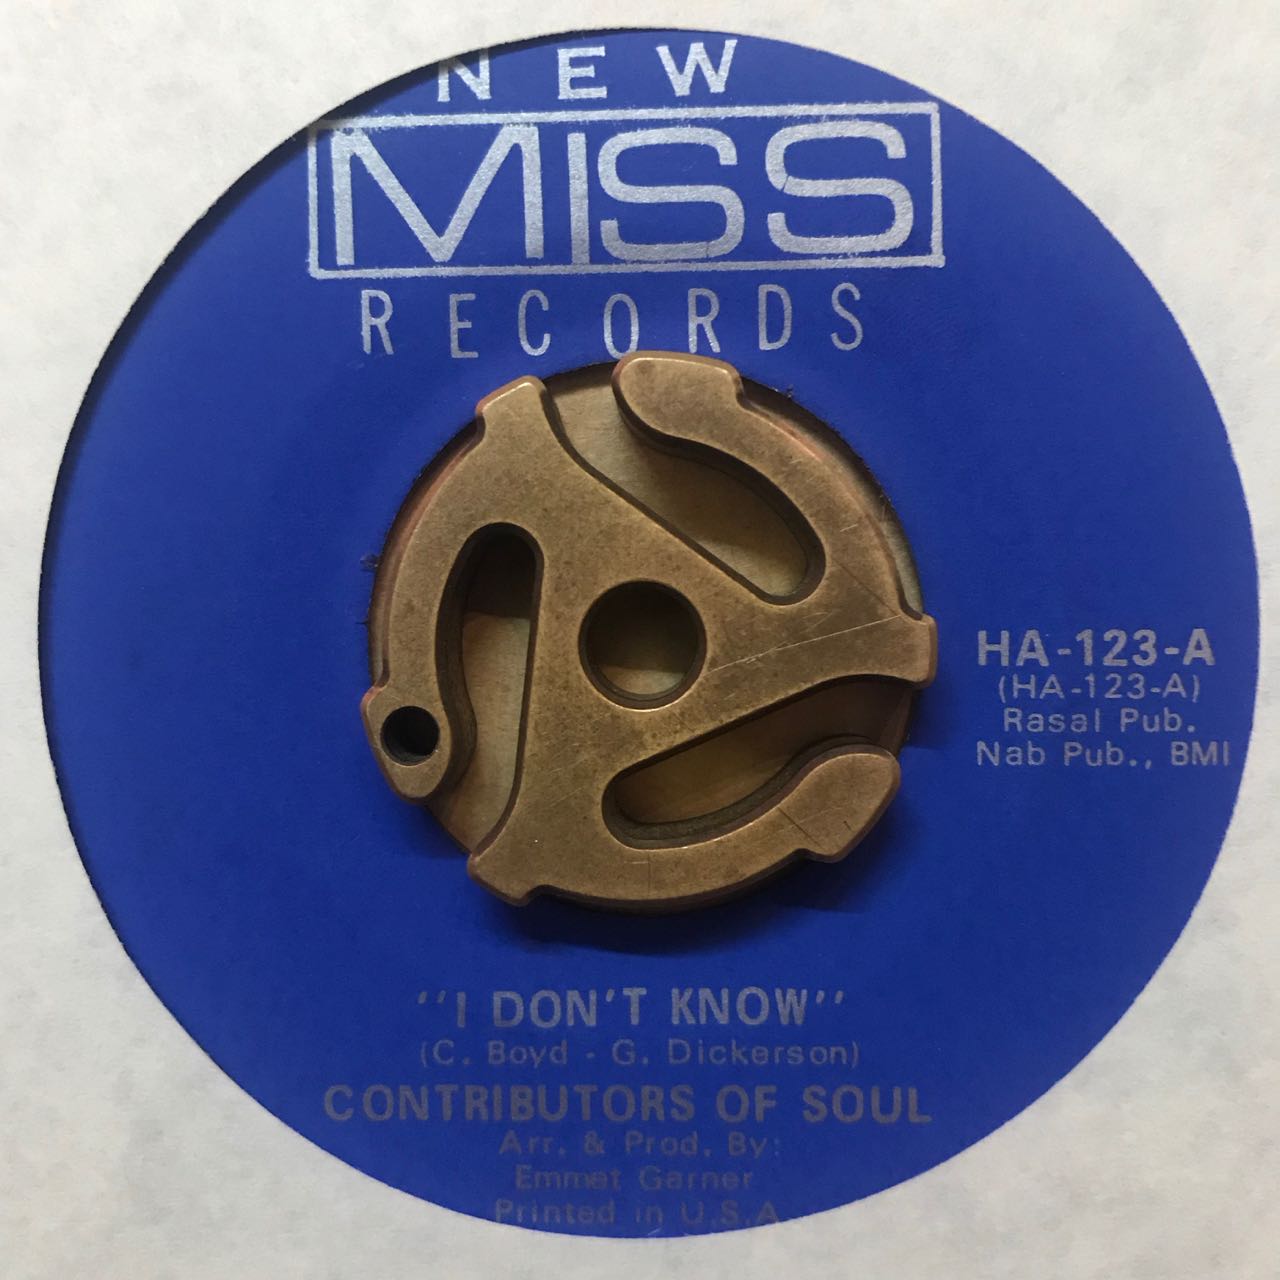 NEW
MISS
RECORDS
HA-123-A
(HA-123-A)
Rasal Pub.
Nab Pub., BMI
"I DON'T KNOW"
(C. Boyd - G. Dickerson)
CONTRIBUTORS OF SOUL
Arr. & Prod. By:
Emmet Garner
Printed in U.S.A.